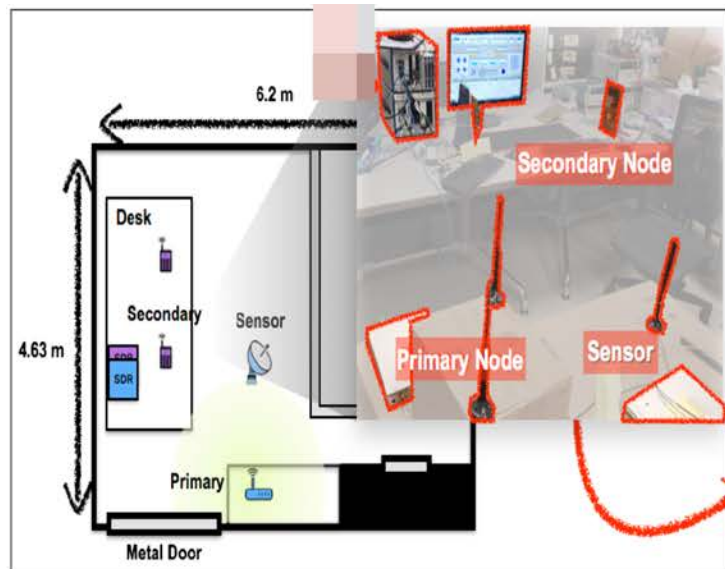 6.2 m
Secondary Node
Desk
Secondary
Sensor
4.63 m
SDR
SDR
Primary Node
Sensor
Primary
Metal Door